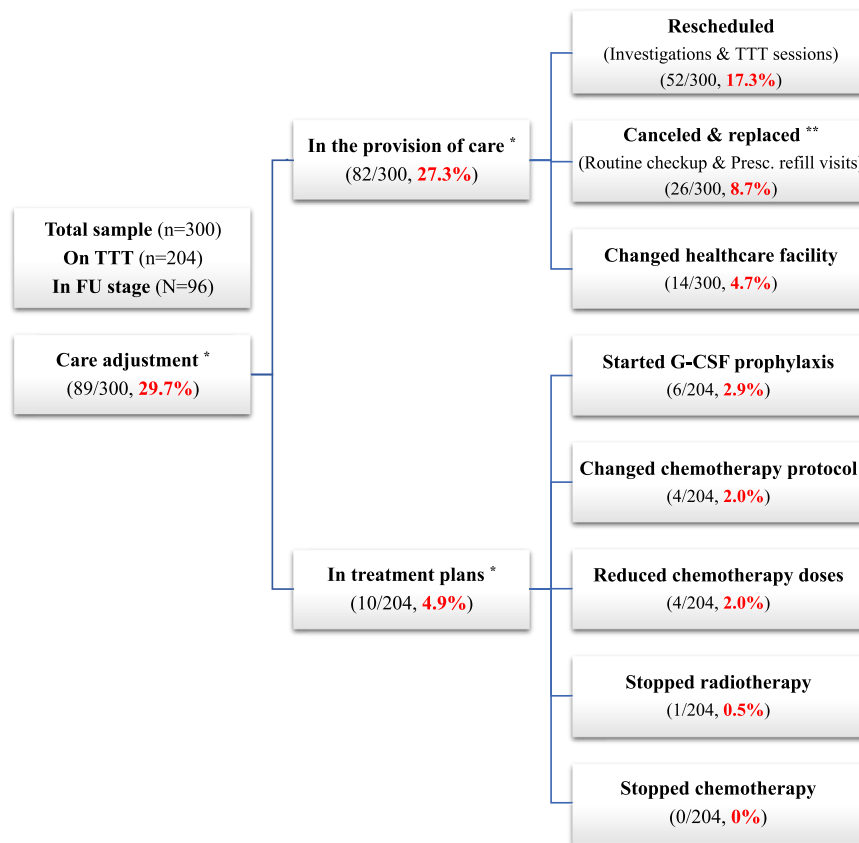 Total sample (n=300)
On TTT (n=204)
In FU stage (N=96)
Care adjustment *
(89/300, 29.7%)
In the provision of care *
(82/300, 27.3%)
Rescheduled
(Investigations & TTT sessions)
(52/300, 17.3%)
Canceled & replaced **
(Routine checkup & Presc. refill visits)
(26/300, 8.7%)
Changed healthcare facility
(14/300, 4.7%)
In treatment plans *
(10/204, 4.9%)
Started G-CSF prophylaxis
(6/204, 2.9%)
Changed chemotherapy protocol
(4/204, 2.0%)
Reduced chemotherapy doses
(4/204, 2.0%)
Stopped radiotherapy
(1/204, 0.5%)
Stopped chemotherapy
(0/204, 0%)